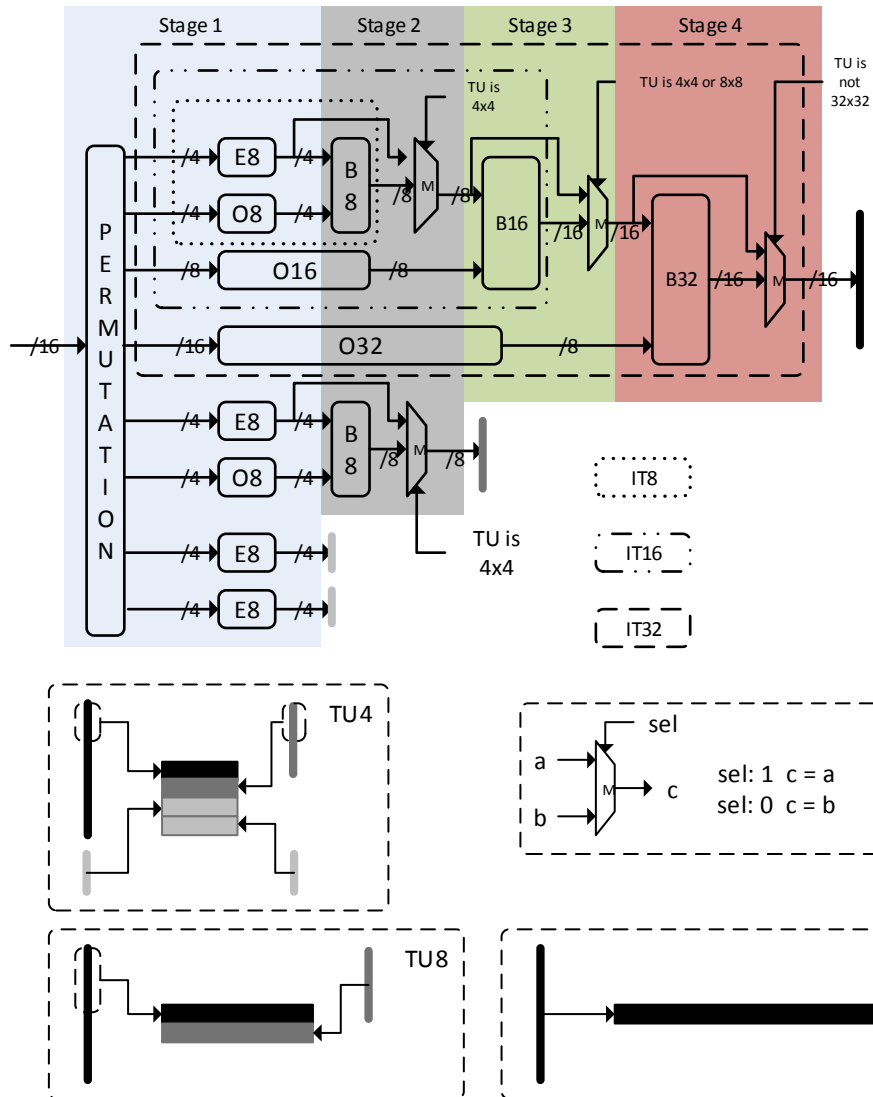 Stage 1
Stage 2
Stage 3
Stage 4
TU is
4x4
TU is 4x4 or 8x8
TU is
not
32x32
PERMUTATION
/16
/4
E8
/4
B
8
/8
M
/8
/4
O8
/4
/8
O16
/8
B16
/16
M
/16
/16
O32
/8
B32
/16
M
/16
/4
E8
/4
B
8
/8
M
/8
/4
O8
/4
TU is
4x4
/4
E8
/4
/4
E8
/4
IT8
IT16
IT32
TU4
sel
a
b
M
c
sel: 1 c = a
sel: 0 c = b
TU8